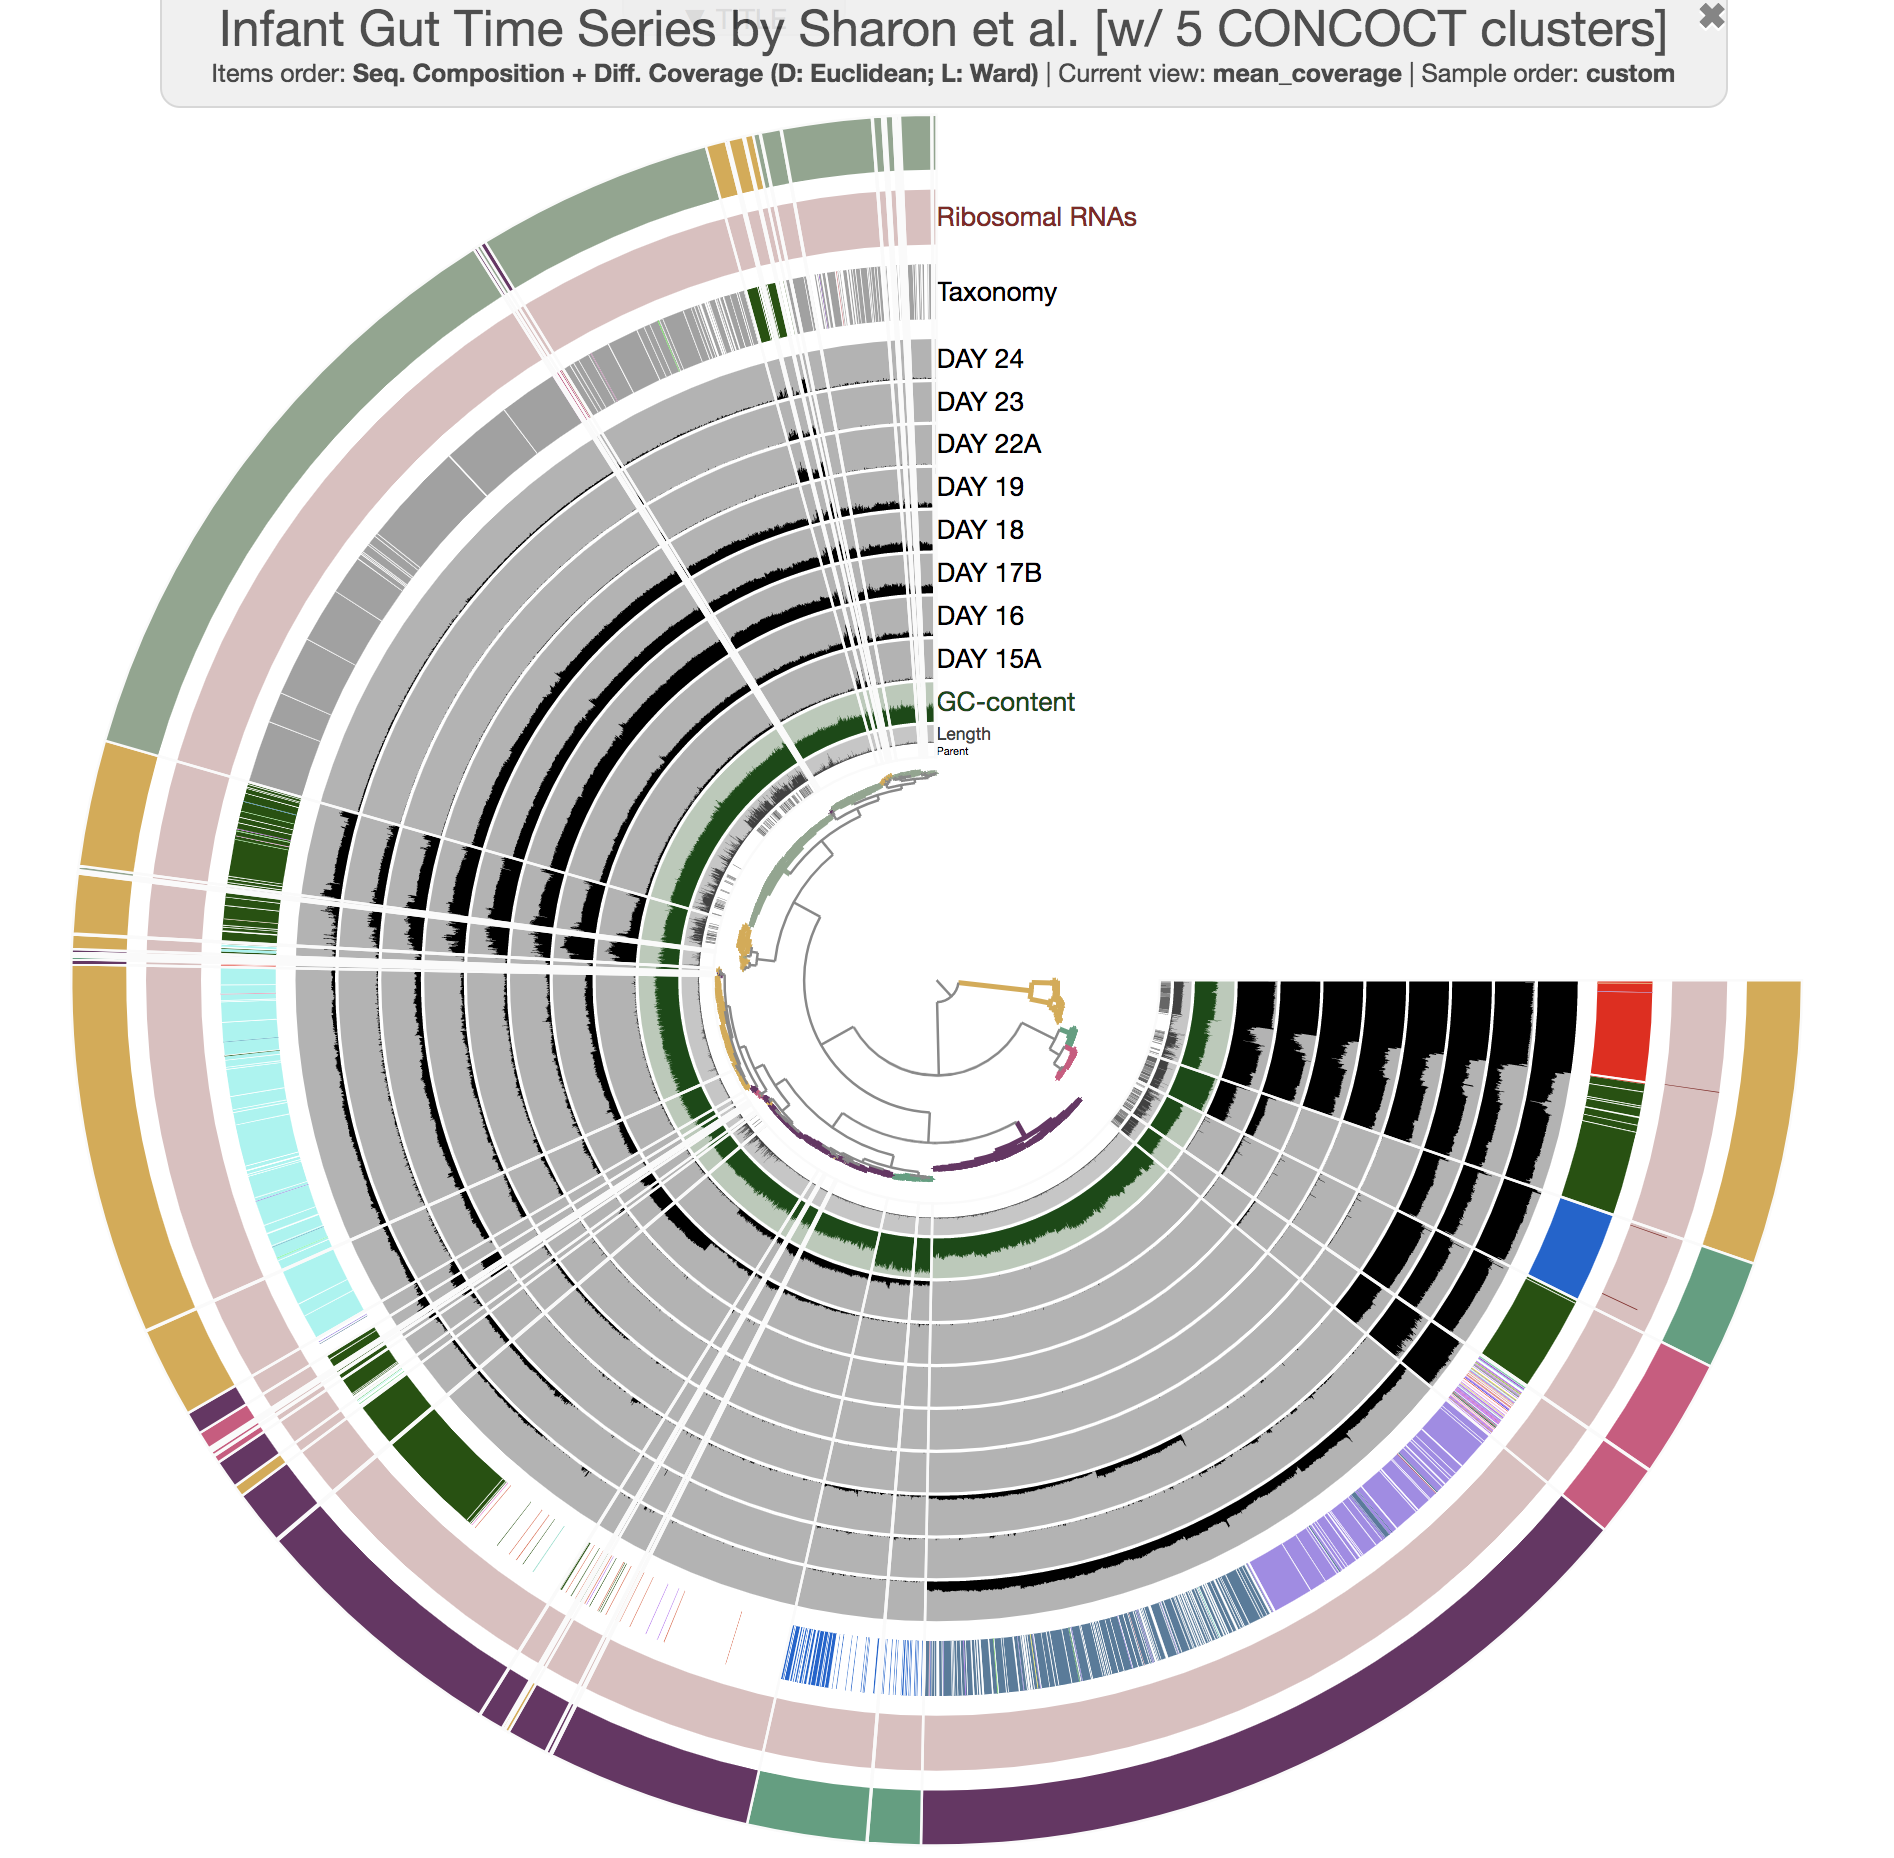 ▼ TITLE
Infant Gut Time Series by Sharon et al. [w/ 5 CONCOCT clusters]
Items order: Seq. Composition + Diff. Coverage (D: Euclidean; L: Ward) | Current view: mean_coverage | Sample order: custom
Ribosomal RNAs
Taxonomy
DAY 24
DAY 23
DAY 22A
DAY 19
DAY 18
DAY 17B
DAY 16
DAY 15A
GC-content
Length
Parent